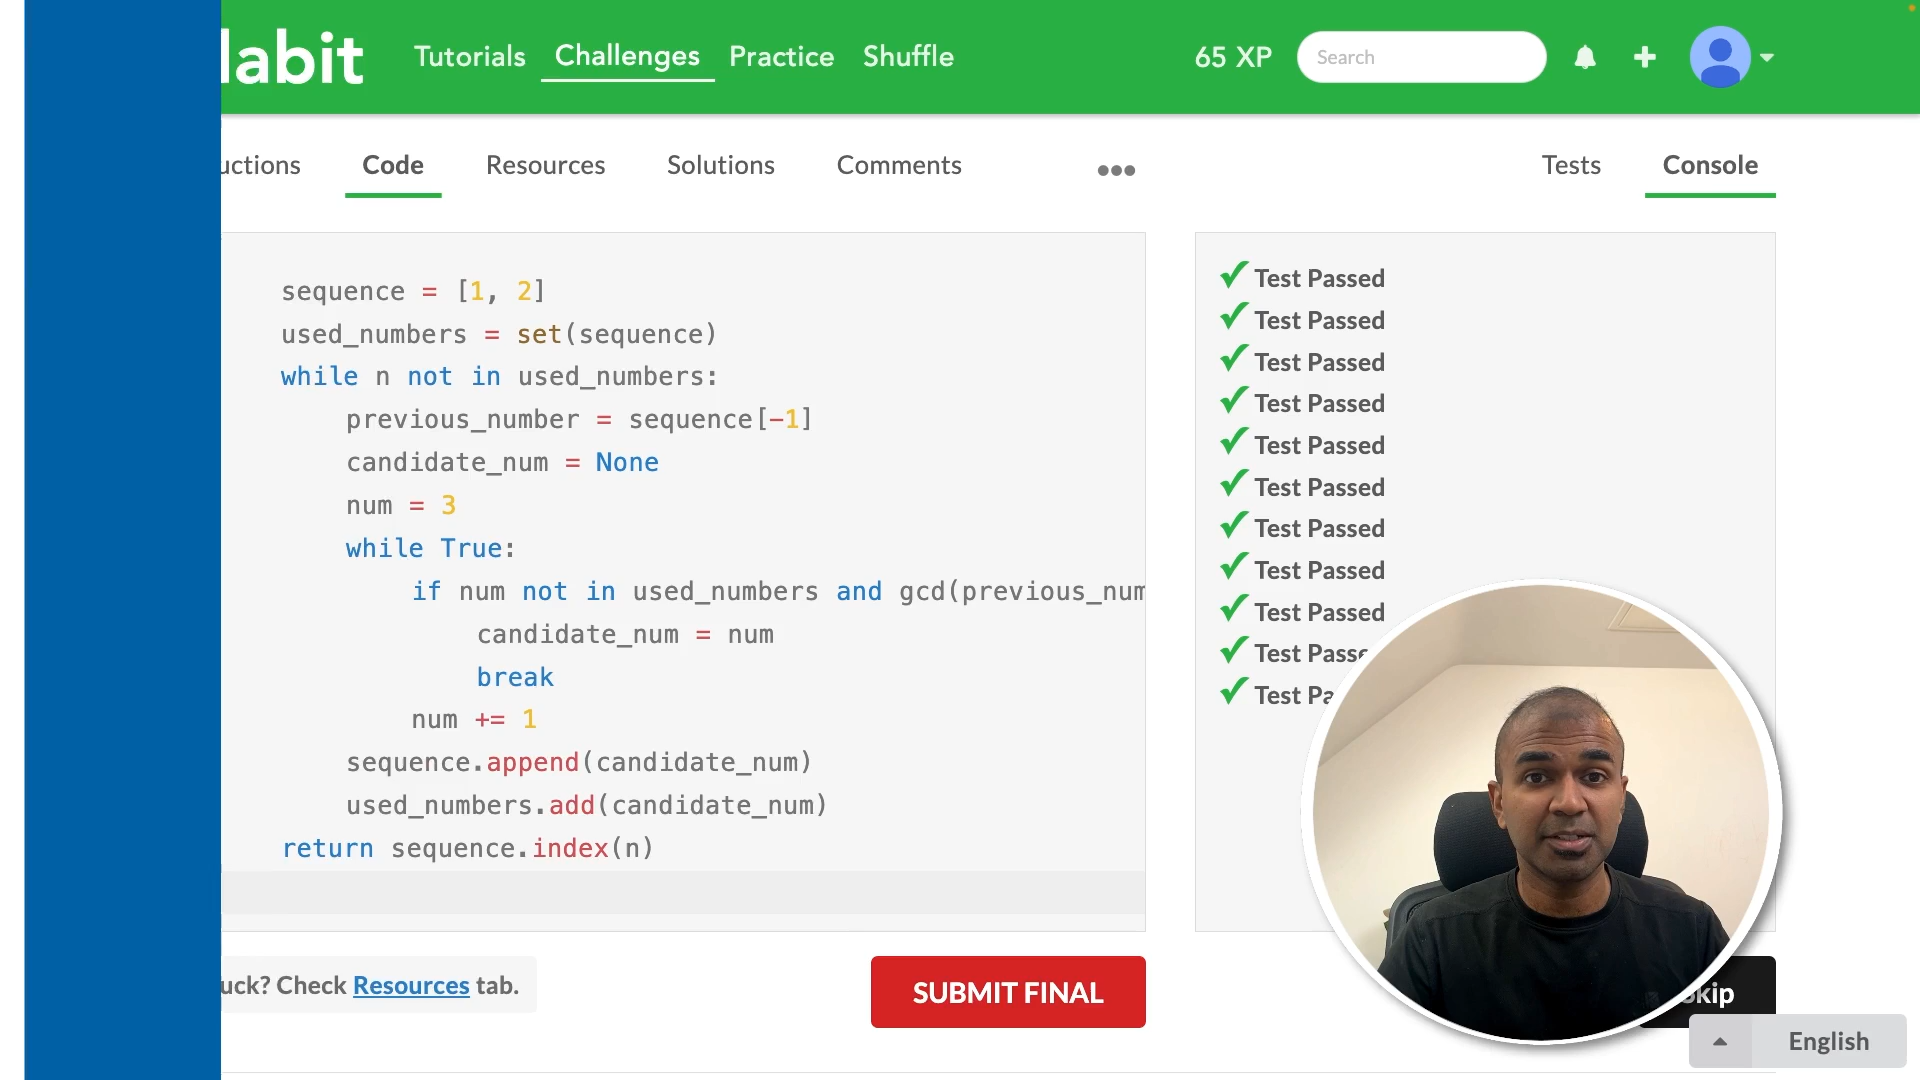 labit Tutorials Challenges Practice Shuffle 65 XP Search
uctions Code Resources Solutions Comments Tests Console
sequence = [1, 2]
used_numbers = set(sequence)
while n not in used_numbers:
previous_number = sequence[-1]
candidate_num = None
num = 3
while True:
if num not in used_numbers and gcd(previous_num
candidate_num = num
break
num += 1
sequence.append(candidate_num)
used_numbers.add(candidate_num)
return sequence.index(n)
Test Passed
Test Passed
Test Passed
Test Passed
Test Passed
Test Passed
Test Passed
Test Passed
Test Passed
Test Passe
Test Pa
uck? Check Resources tab.
SUBMIT FINAL
Skip
English